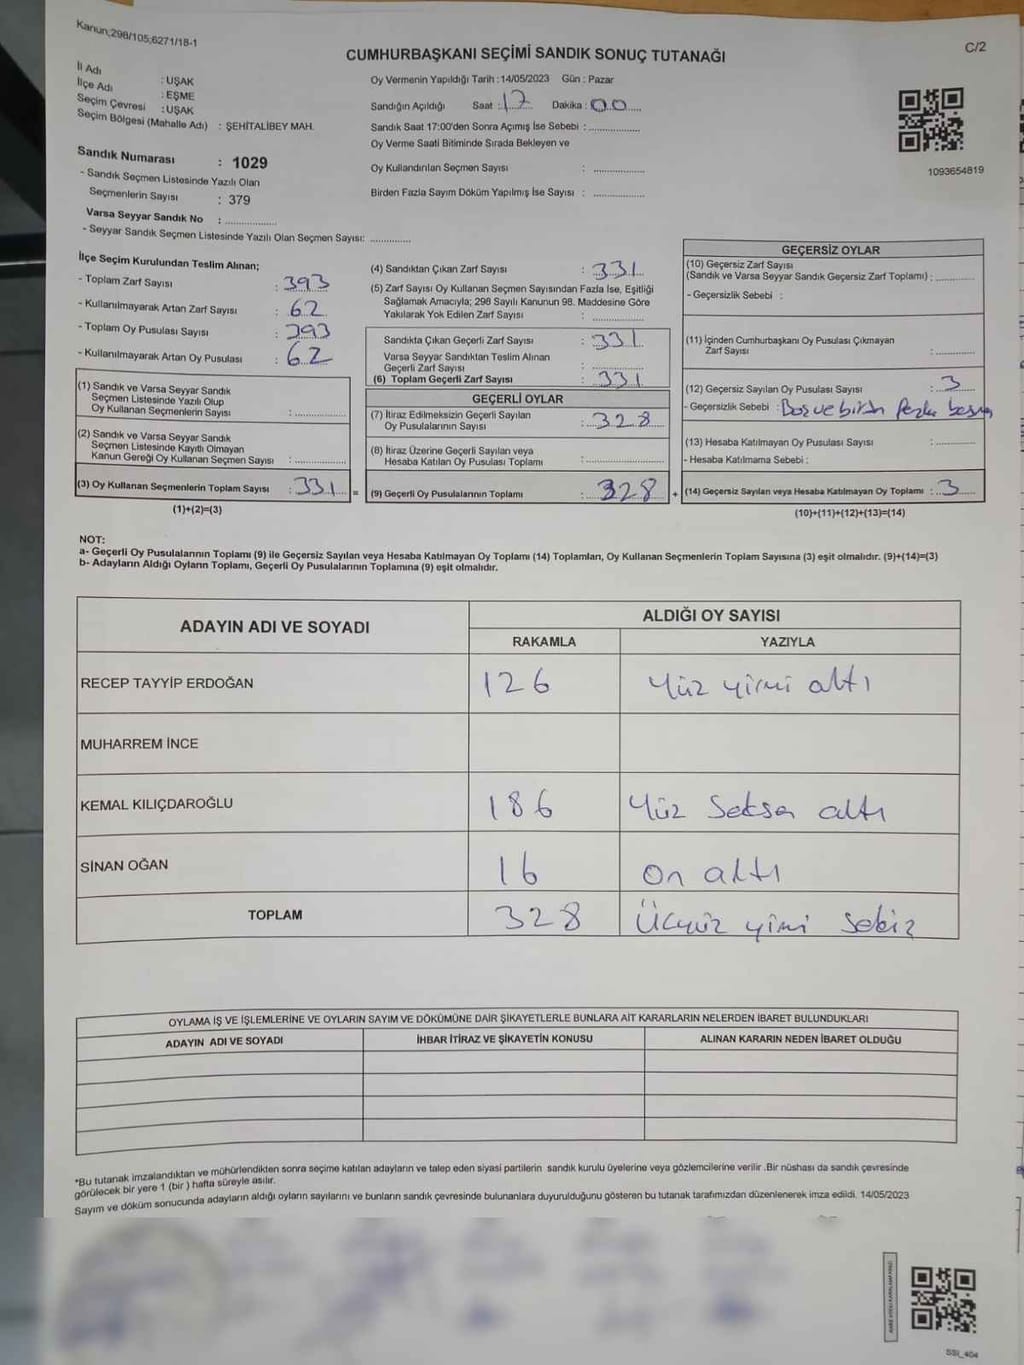 Kanun;298/105;6271/18-1
C/2
CUMHURBAŞKANI SEÇİMİ SANDIK SONUÇ TUTANAĞI
İl Adı : UŞAK
İlçe Adı : EŞME
Seçim Çevresi : UŞAK
Seçim Bölgesi (Mahalle Adı) : ŞEHİTALİBEY MAH.
Sandık Numarası : 1029
- Sandık Seçmen Listesinde Yazılı Olan
Seçmenlerin Sayısı : 379
Varsa Seyyar Sandık No : ..............
- Seyyar Sandık Seçmen Listesinde Yazılı Olan Seçmen Sayısı: ............
Oy Vermenin Yapıldığı Tarih : 14/05/2023 Gün : Pazar
Sandığın Açıldığı Saat : 17 Dakika : 00
Sandık Saat 17:00'den Sonra Açımış İse Sebebi : ................
Oy Verme Saati Bitiminde Sırada Bekleyen ve
Oy Kullandırılan Seçmen Sayısı : ................
Birden Fazla Sayım Döküm Yapılmış İse Sayısı : ................
1093654819
İlçe Seçim Kurulundan Teslim Alınan;
- Toplam Zarf Sayısı : 393
- Kullanılmayarak Artan Zarf Sayısı : 62
- Toplam Oy Pusulası Sayısı : 393
- Kullanılmayarak Artan Oy Pusulası : 62
(1) Sandık ve Varsa Seyyar Sandık
Seçmen Listesinde Yazılı Olup
Oy Kullanan Seçmenlerin Sayısı : ..............
(2) Sandık ve Varsa Seyyar Sandık
Seçmen Listesinde Kayıtlı Olmayan
Kanun Gereği Oy Kullanan Seçmen Sayısı : ..............
(3) Oy Kullanan Seçmenlerin Toplam Sayısı : 331 =
(1)+(2)=(3)
(4) Sandıktan Çıkan Zarf Sayısı : 331
(5) Zarf Sayısı Oy Kullanan Seçmen Sayısından Fazla İse, Eşitliği
Sağlamak Amacıyla; 298 Sayılı Kanunun 98. Maddesine Göre
Yakılarak Yok Edilen Zarf Sayısı : ..............
Sandıkta Çıkan Geçerli Zarf Sayısı : 331
Varsa Seyyar Sandıktan Teslim Alınan
Geçerli Zarf Sayısı : ..............
(6) Toplam Geçerli Zarf Sayısı : 331
GEÇERLİ OYLAR
(7) İtiraz Edilmeksizin Geçerli Sayılan
Oy Pusulalarının Sayısı : 328
(8) İtiraz Üzerine Geçerli Sayılan veya
Hesaba Katılan Oy Pusulası Toplamı : ..............
(9) Geçerli Oy Pusulalarının Toplamı : 328 +
GEÇERSİZ OYLAR
(10) Geçersiz Zarf Sayısı
(Sandık ve Varsa Seyyar Sandık Geçersiz Zarf Toplamı) : ............
- Geçersizlik Sebebi :
(11) İçinden Cumhurbaşkanı Oy Pusulası Çıkmayan
Zarf Sayısı : ............
(12) Geçersiz Sayılan Oy Pusulası Sayısı : 3
- Geçersizlik Sebebi : Boş ve birden
(13) Hesaba Katılmayan Oy Pusulası Sayısı : ............
- Hesaba Katılmama Sebebi :
(14) Geçersiz Sayılan veya Hesaba Katılmayan Oy Toplamı : 3
(10)+(11)+(12)+(13)=(14)
NOT:
a- Geçerli Oy Pusulalarının Toplamı (9) ile Geçersiz Sayılan veya Hesaba Katılmayan Oy Toplamı (14) Toplamları, Oy Kullanan Seçmenlerin Toplam Sayısına (3) eşit olmalıdır. (9)+(14)=(3)
b- Adayların Aldığı Oyların Toplamı, Geçerli Oy Pusulalarının Toplamına (9) eşit olmalıdır.
ADAYIN ADI VE SOYADI
ALDIĞI OY SAYISI
RAKAMLA YAZIYLA
RECEP TAYYİP ERDOĞAN 126 Yüz yirmi altı
MUHARREM İNCE
KEMAL KILIÇDAROĞLU 186 Yüz Seksen altı
SİNAN OĞAN 16 on altı
TOPLAM 328 Üçyüz yirmi sekiz
OYLAMA İŞ VE İŞLEMLERİNE VE OYLARIN SAYIM VE DÖKÜMÜNE DAİR ŞİKAYETLERLE BUNLARA AİT KARARLARIN NELERDEN İBARET BULUNDUKLARI
ADAYIN ADI VE SOYADI İHBAR İTİRAZ VE ŞİKAYETİN KONUSU ALINAN KARARIN NEDEN İBARET OLDUĞU
*Bu tutanak imzalandıktan ve mühürlendikten sonra seçime katılan adayların ve talep eden siyasi partilerin sandık kurulu üyelerine veya gözlemcilerine verilir .Bir nüshası da sandık çevresinde
görülecek bir yere 1 (bir ) hafta süreyle asılır.
Sayım ve döküm sonucunda adayların aldığı oyların sayılarını ve bunların sandık çevresinde bulunanlara duyurulduğunu gösteren bu tutanak tarafımızdan düzenlenerek imza edildi. 14/05/2023
SSI_404